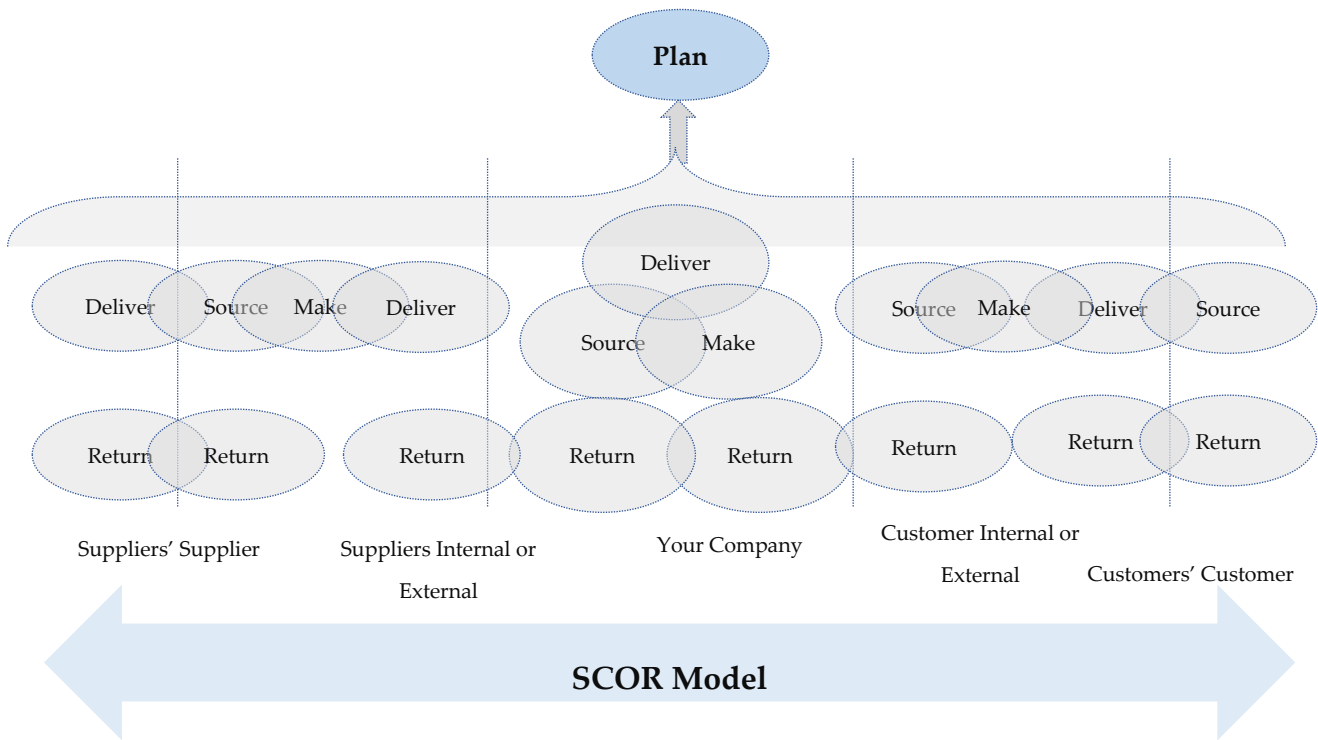 Plan
Deliver
Deliver Source Make Deliver
Source Make
Source Make Deliver Source
Return Return Return Return Return Return Return Return
Suppliers’ Supplier
Suppliers Internal or
External
Your Company
Customer Internal or
External
Customers’ Customer
SCOR Model